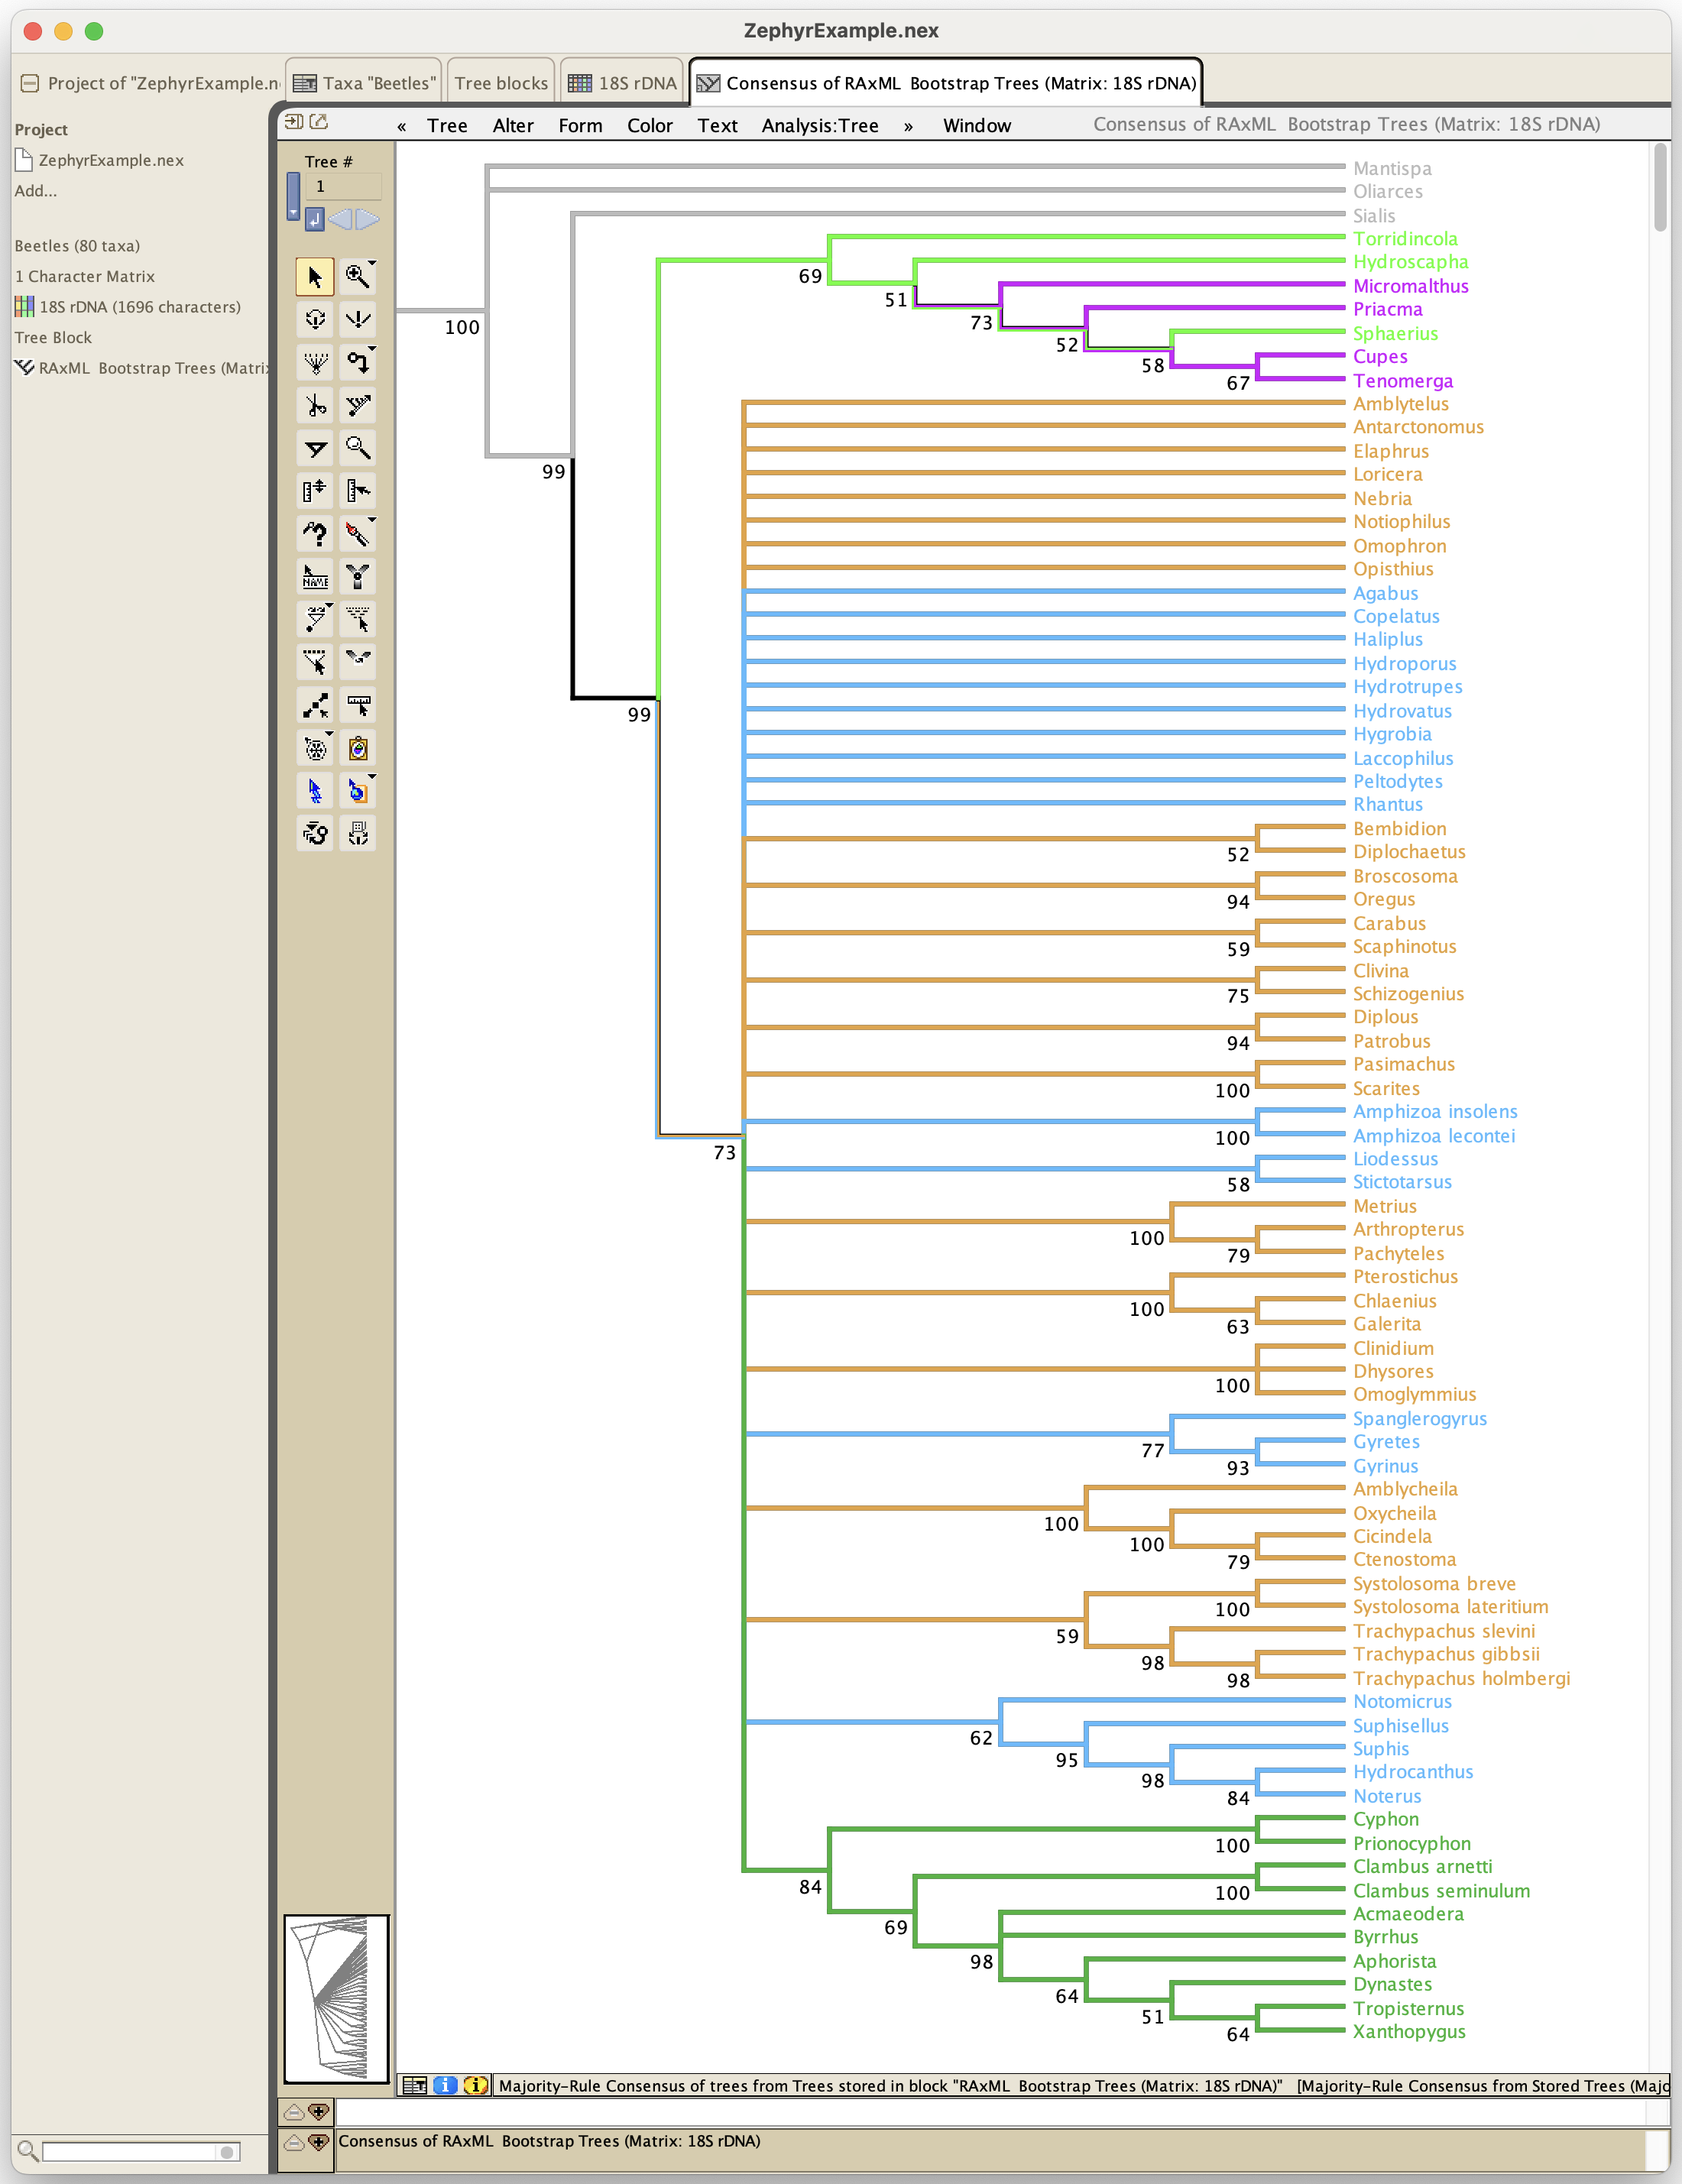 ZephyrExample.nex
Project of "ZephyrExample.n
Taxa "Beetles"
Tree blocks
18S rDNA
Consensus of RAxML  Bootstrap Trees (Matrix: 18S rDNA)
Project
ZephyrExample.nex
Add...
Beetles (80 taxa)
1 Character Matrix
18S rDNA (1696 characters)
Tree Block
RAxML  Bootstrap Trees (Matri
« Tree Alter Form Color Text Analysis:Tree » Window
Consensus of RAxML  Bootstrap Trees (Matrix: 18S rDNA)
Tree #
1
NAME
Mantispa
Oliarces
Sialis
Torridincola
Hydroscapha
69
Micromalthus
51
Priacma
73
Sphaerius
52
Cupes
58
Tenomerga
67
100
Amblytelus
Antarctonomus
Elaphrus
99
Loricera
Nebria
Notiophilus
Omophron
Opisthius
Agabus
Copelatus
Haliplus
Hydroporus
Hydrotrupes
99
Hydrovatus
Hygrobia
Laccophilus
Peltodytes
Rhantus
Bembidion
Diplochaetus
52
Broscosoma
Oregus
94
Carabus
Scaphinotus
59
Clivina
Schizogenius
75
Diplous
Patrobus
94
Pasimachus
Scarites
100
Amphizoa insolens
Amphizoa lecontei
100
73
Liodessus
Stictotarsus
58
Metrius
Arthropterus
100
Pachyteles
79
Pterostichus
Chlaenius
100
Galerita
63
Clinidium
Dhysores
100
Omoglymmius
Spanglerogyrus
Gyretes
77
Gyrinus
93
Amblycheila
Oxycheila
100
Cicindela
100
Ctenostoma
79
Systolosoma breve
Systolosoma lateritium
100
Trachypachus slevini
59
Trachypachus gibbsii
98
Trachypachus holmbergi
98
Notomicrus
Suphisellus
62
Suphis
95
Hydrocanthus
98
Noterus
84
Cyphon
Prionocyphon
100
Clambus arnetti
84
Clambus seminulum
100
Acmaeodera
69
Byrrhus
98
Aphorista
Dynastes
64
Tropisternus
51
Xanthopygus
64
Majority-Rule Consensus of trees from Trees stored in block "RAxML  Bootstrap Trees (Matrix: 18S rDNA)"   [Majority-Rule Consensus from Stored Trees (Majo
Consensus of RAxML  Bootstrap Trees (Matrix: 18S rDNA)